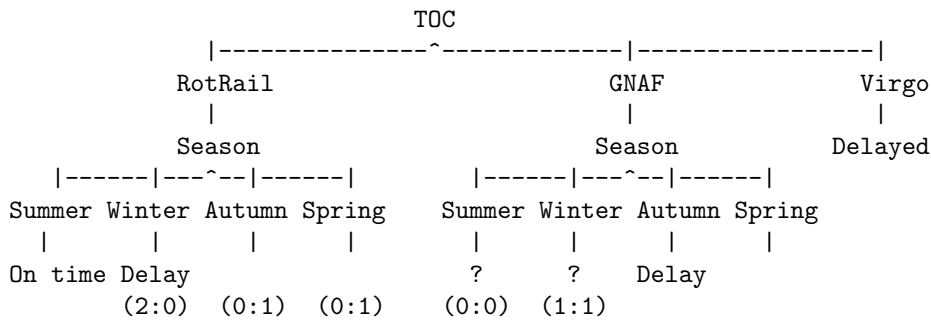 TOC
|---------------^-------------|-----------------|
RotRail GNAF Virgo
| | |
Season Season Delayed
|------|---^--|------| |------|---^--|------|
Summer Winter Autumn Spring Summer Winter Autumn Spring
| | | | | | | |
On time Delay ? ? Delay
(2:0) (0:1) (0:1) (0:0) (1:1)